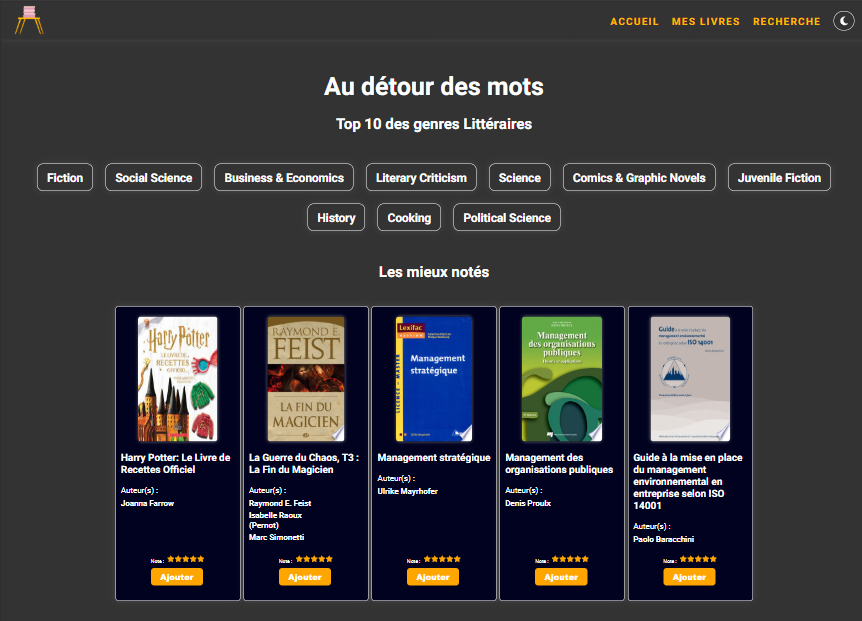 ACCUEIL MES LIVRES RECHERCHE
Au détour des mots
Top 10 des genres Littéraires
Fiction Social Science Business & Economics Literary Criticism Science Comics & Graphic Novels Juvenile Fiction
History Cooking Political Science
Les mieux notés
Harry Potter
LE LIVRE DE
RECETTES
OFFICIEL
Harry Potter: Le Livre de
Recettes Officiel
Auteur(s) :
Joanna Farrow
Note :
Ajouter
RAYMOND E.
FEIST
LA FIN DU
MAGICIEN
La Guerre du Chaos, T3 :
La Fin du Magicien
Auteur(s) :
Raymond E. Feist
Isabelle Raoux
(Pernot)
Marc Simonetti
Note :
Ajouter
Lexifac
Management
stratégique
LICENCE – MASTER
Management stratégique
Auteur(s) :
Ulrike Mayrhofer
Note :
Ajouter
Management
des organisations
publiques
Management des
organisations publiques
Auteur(s) :
Denis Proulx
Note :
Ajouter
Guide à la mise en place
management environnemental
en entreprise selon ISO 14001
Guide à la mise en place
du management
environnemental en
entreprise selon ISO
14001
Auteur(s) :
Paolo Baracchini
Note :
Ajouter